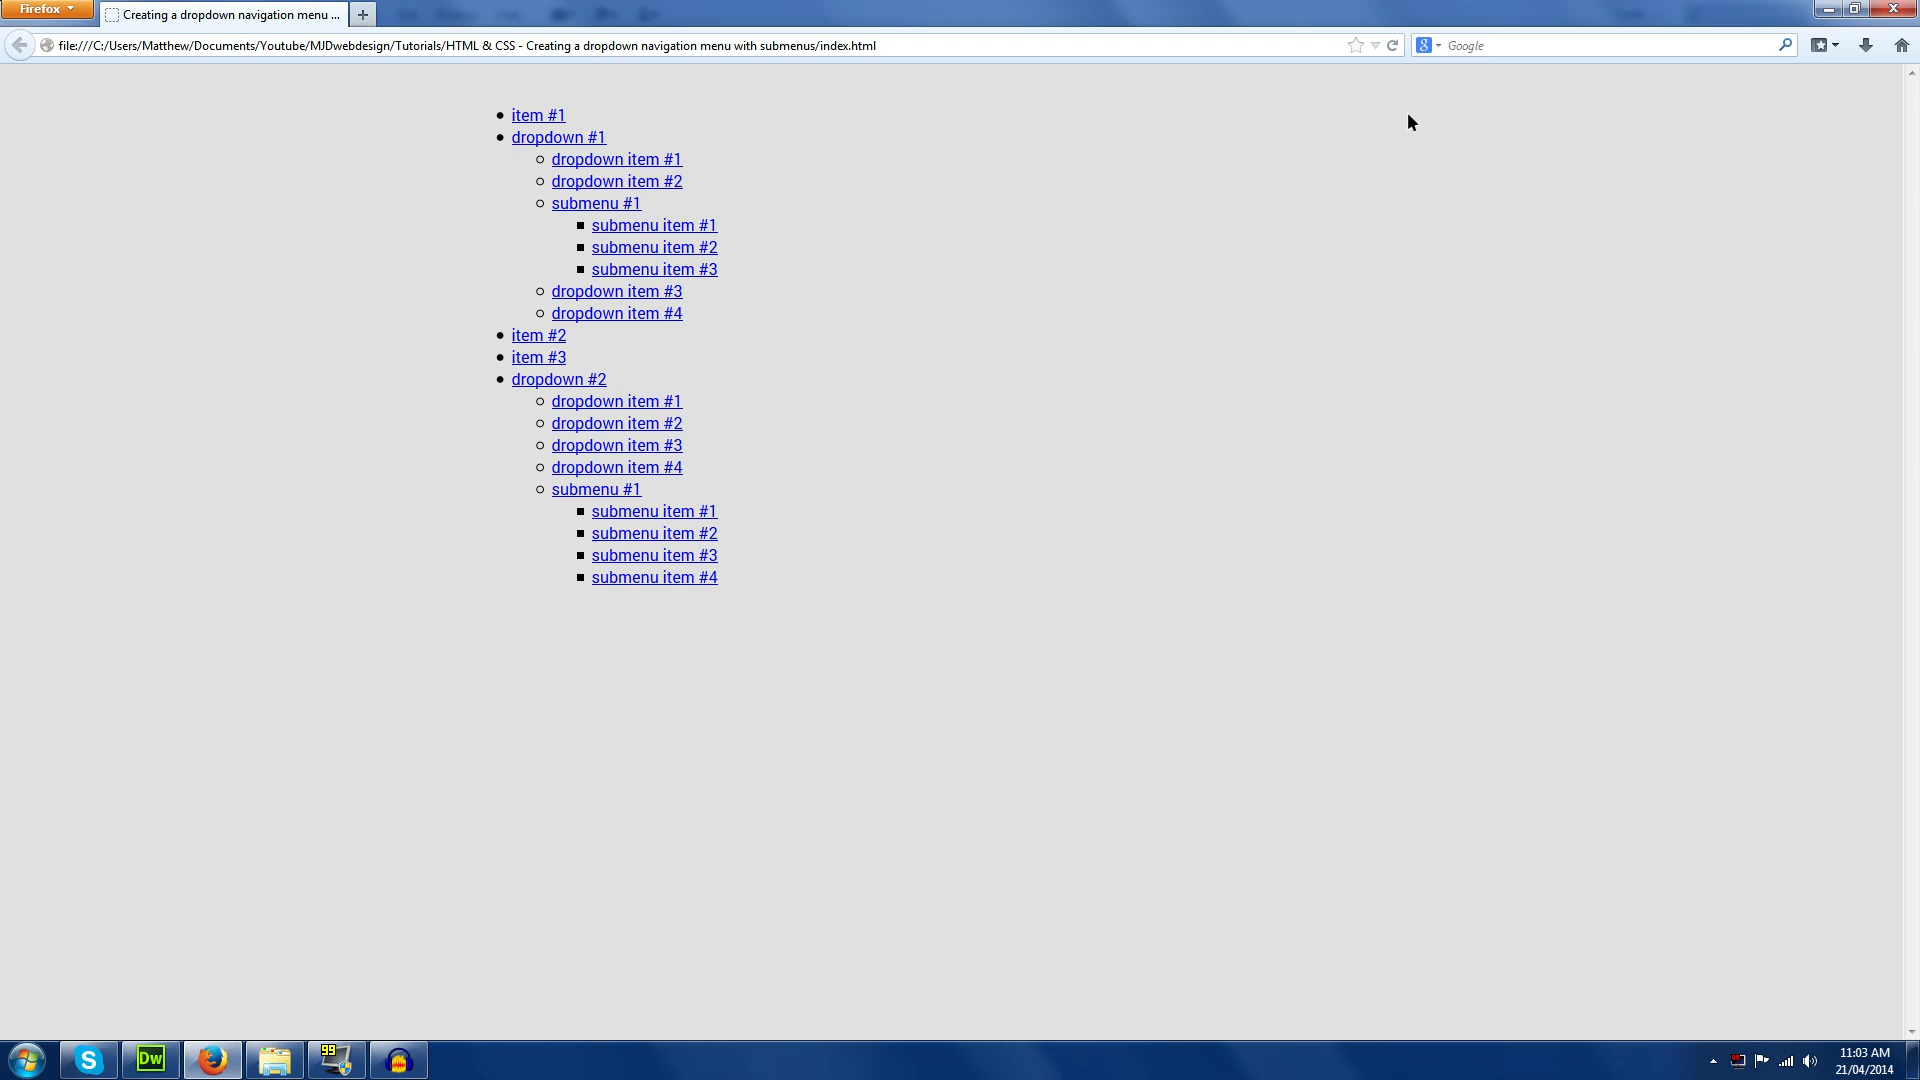 Firefox
Creating a dropdown navigation menu ...
file:///C:/Users/Matthew/Documents/Youtube/MJDwebdesign/Tutorials/HTML & CSS - Creating a dropdown navigation menu with submenus/index.html
8
Google
item #1
dropdown #1
dropdown item #1
dropdown item #2
submenu #1
submenu item #1
submenu item #2
submenu item #3
dropdown item #3
dropdown item #4
item #2
item #3
dropdown #2
dropdown item #1
dropdown item #2
dropdown item #3
dropdown item #4
submenu #1
submenu item #1
submenu item #2
submenu item #3
submenu item #4
S
Dw
99
11:03 AM
21/04/2014